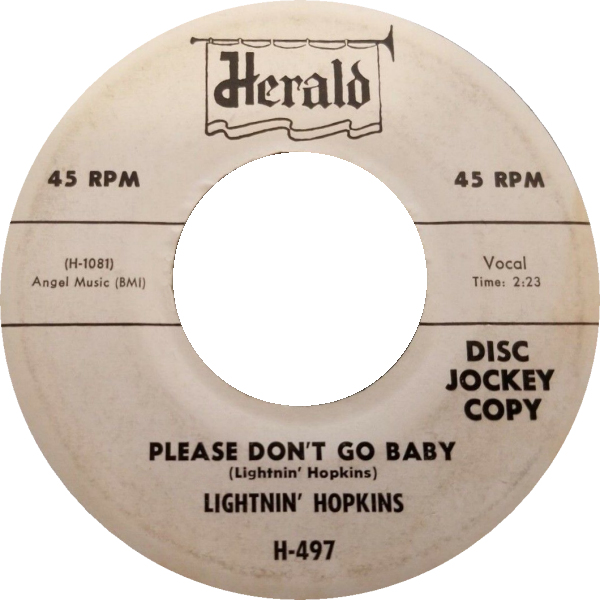 Herald
45 RPM
45 RPM
(H-1081)
Angel Music (BMI)
Vocal
Time: 2:23
DISC
JOCKEY
COPY
PLEASE DON'T GO BABY
(Lightnin' Hopkins)
LIGHTNIN' HOPKINS
H-497